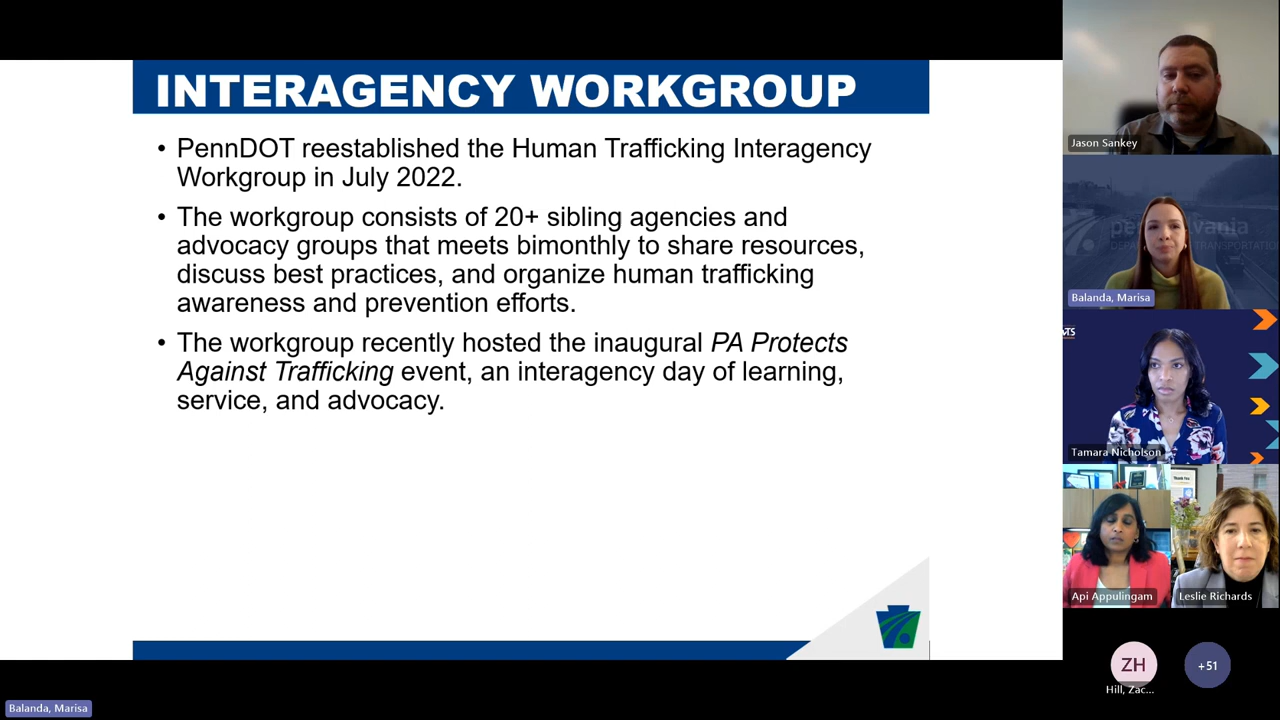 INTERAGENCY WORKGROUP
• PennDOT reestablished the Human Trafficking Interagency
Workgroup in July 2022.
• The workgroup consists of 20+ sibling agencies and
advocacy groups that meets bimonthly to share resources,
discuss best practices, and organize human trafficking
awareness and prevention efforts.
• The workgroup recently hosted the inaugural PA Protects
Against Trafficking event, an interagency day of learning,
service, and advocacy.
Jason Sankey
Balanda, Marisa
Tamara Nicholson
Api Appulingam
Leslie Richards
ZH
Hill, Zac...
+51
Balanda, Marisa